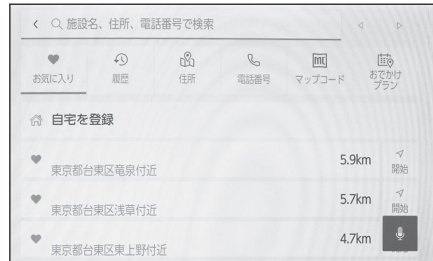 施設名、住所、電話番号で検索
お気に入り
履歴
住所
電話番号
マップコード
おでかけ
プラン
自宅を登録
5.9km
東京都台東区竜泉付近
開始
5.7km
東京都台東区浅草付近
開始
4.7km
東京都台東区東上野付近